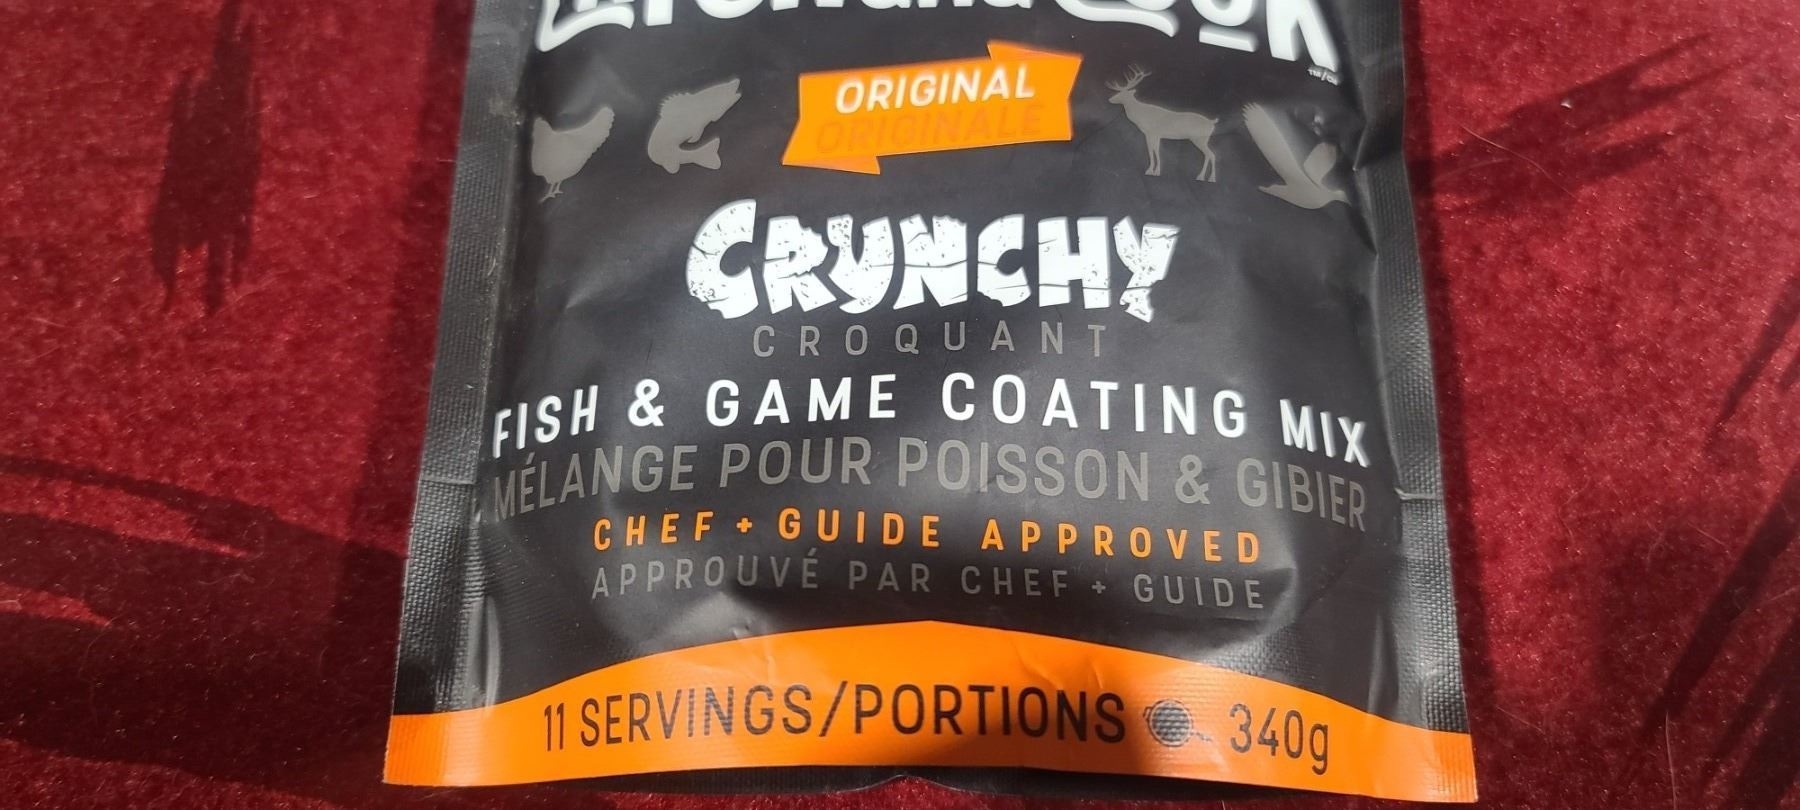 ORIGINAL
ORIGINALE
CRUNCHY
CROQUANT
FISH & GAME COATING MIX
MÉLANGE POUR POISSON & GIBIER
CHEF + GUIDE APPROVED
APPROUVÉ PAR CHEF + GUIDE
11 SERVINGS/PORTIONS 340g